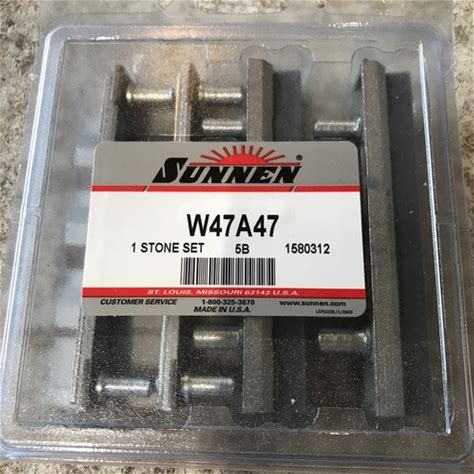 SUNNEN®
W47A47
1 STONE SET 5B 1580312
ST. LOUIS, MISSOURI 63143 U.S.A.
CUSTOMER SERVICE 1-800-325-3670 www.sunnen.com
MADE IN U.S.A.